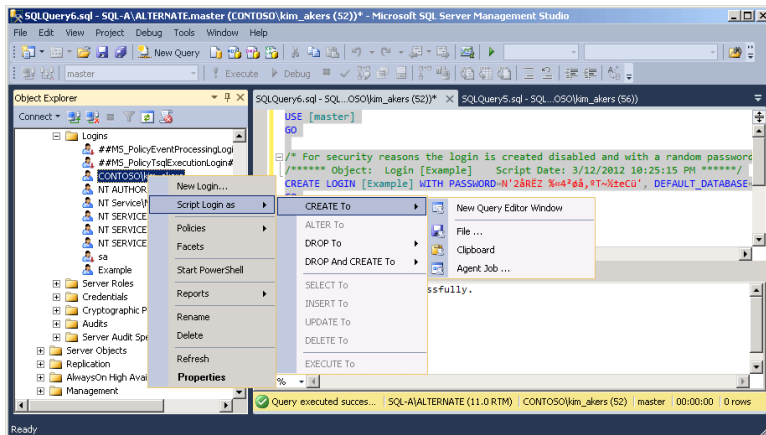 SQLQuery6.sql - SQL-A\ALTERNATE.master (CONTOSO\kim_akers (52))* - Microsoft SQL Server Management Studio
File Edit View Project Debug Tools Window Help
New Query
master
Execute
Debug
Object Explorer
Connect
Logins
##MS_PolicyEventProcessingLogi
##MS_PolicyTsqlExecutionLogin#
CONTOSO\kim_akers
NT AUTHOR
NT Service\
NT SERVICE
NT SERVICE
NT SERVICE
sa
Example
Server Roles
Credentials
Cryptographic P
Audits
Server Audit Spe
Server Objects
Replication
AlwaysOn High Avai
Management
New Login...
Script Login as
Policies
Facets
Start PowerShell
Reports
Rename
Delete
Refresh
Properties
CREATE To
ALTER To
DROP To
DROP And CREATE To
SELECT To
INSERT To
UPDATE To
DELETE To
EXECUTE To
New Query Editor Window
File ...
Clipboard
Agent Job ...
SQLQuery6.sql - SQL...OSO\kim_akers (52))*
SQLQuery5.sql - SQL...OSO\kim_akers (56))
USE [master]
GO
/* For security reasons the login is created disabled and with a random password
/****** Object: Login [Example] Script Date: 3/12/2012 10:25:15 PM ******/
CREATE LOGIN [Example] WITH PASSWORD=N' DEFAULT_DATABASE=
ssfully.
%
Query executed succes...
SQL-A\ALTERNATE (11.0 RTM)
CONTOSO\kim_akers (52)
master
00:00:00
0 rows
Ready